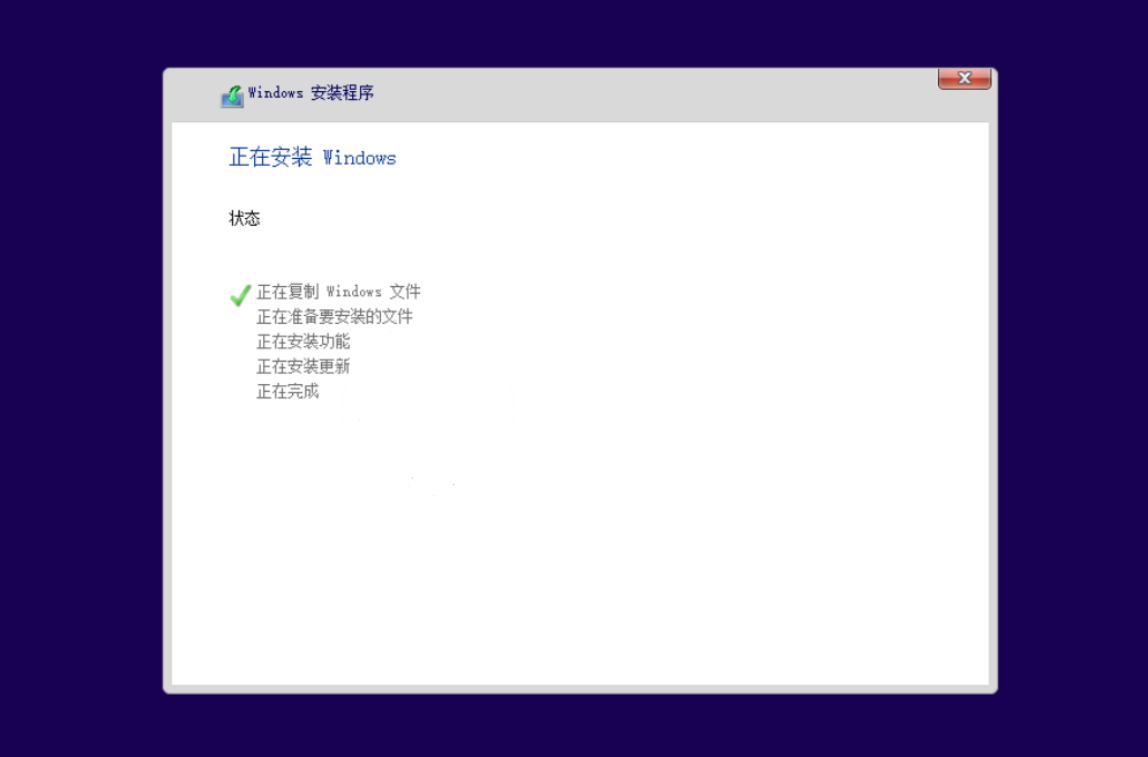 Windows 安装程序
正在安装 Windows
状态
正在复制 Windows 文件
正在准备要安装的文件
正在安装功能
正在安装更新
正在完成